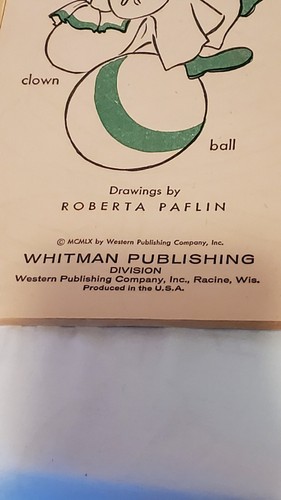 clown
ball
Drawings by
ROBERTA PAFLIN
© MCMLX by Western Publishing Company, Inc.
WHITMAN PUBLISHING
DIVISION
Western Publishing Company, Inc., Racine, Wis.
Produced in the U.S.A.